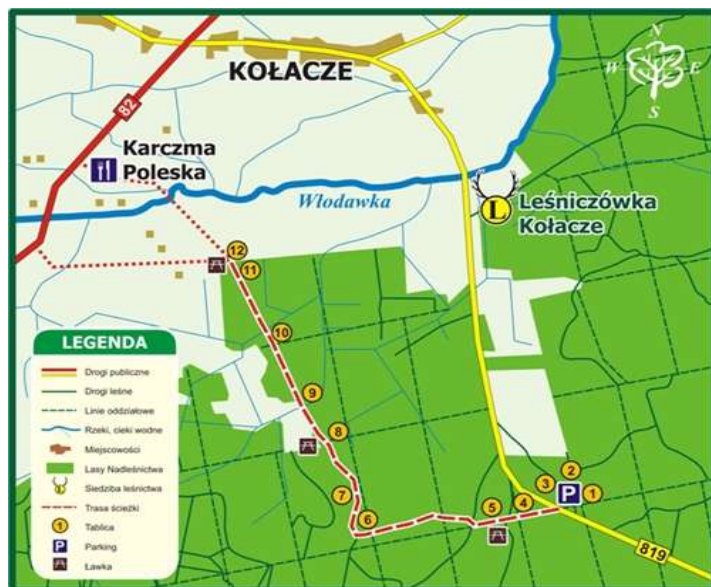 KOŁACZE
N
W
E
S
82
Karczma
Poleska
Włodawka
L
Leśniczówka
Kołacze
12
11
10
9
8
7
6
5
4
3
2
1
P
819
LEGENDA
Drogi publiczne
Drogi leśne
Linie oddziałowe
Rzeki, cieki wodne
Miejscowości
Lasy Nadleśnictwa
L
Siedziba leśnictwa
Trasa ścieżki
1
Tablica
P
Parking
Ławka